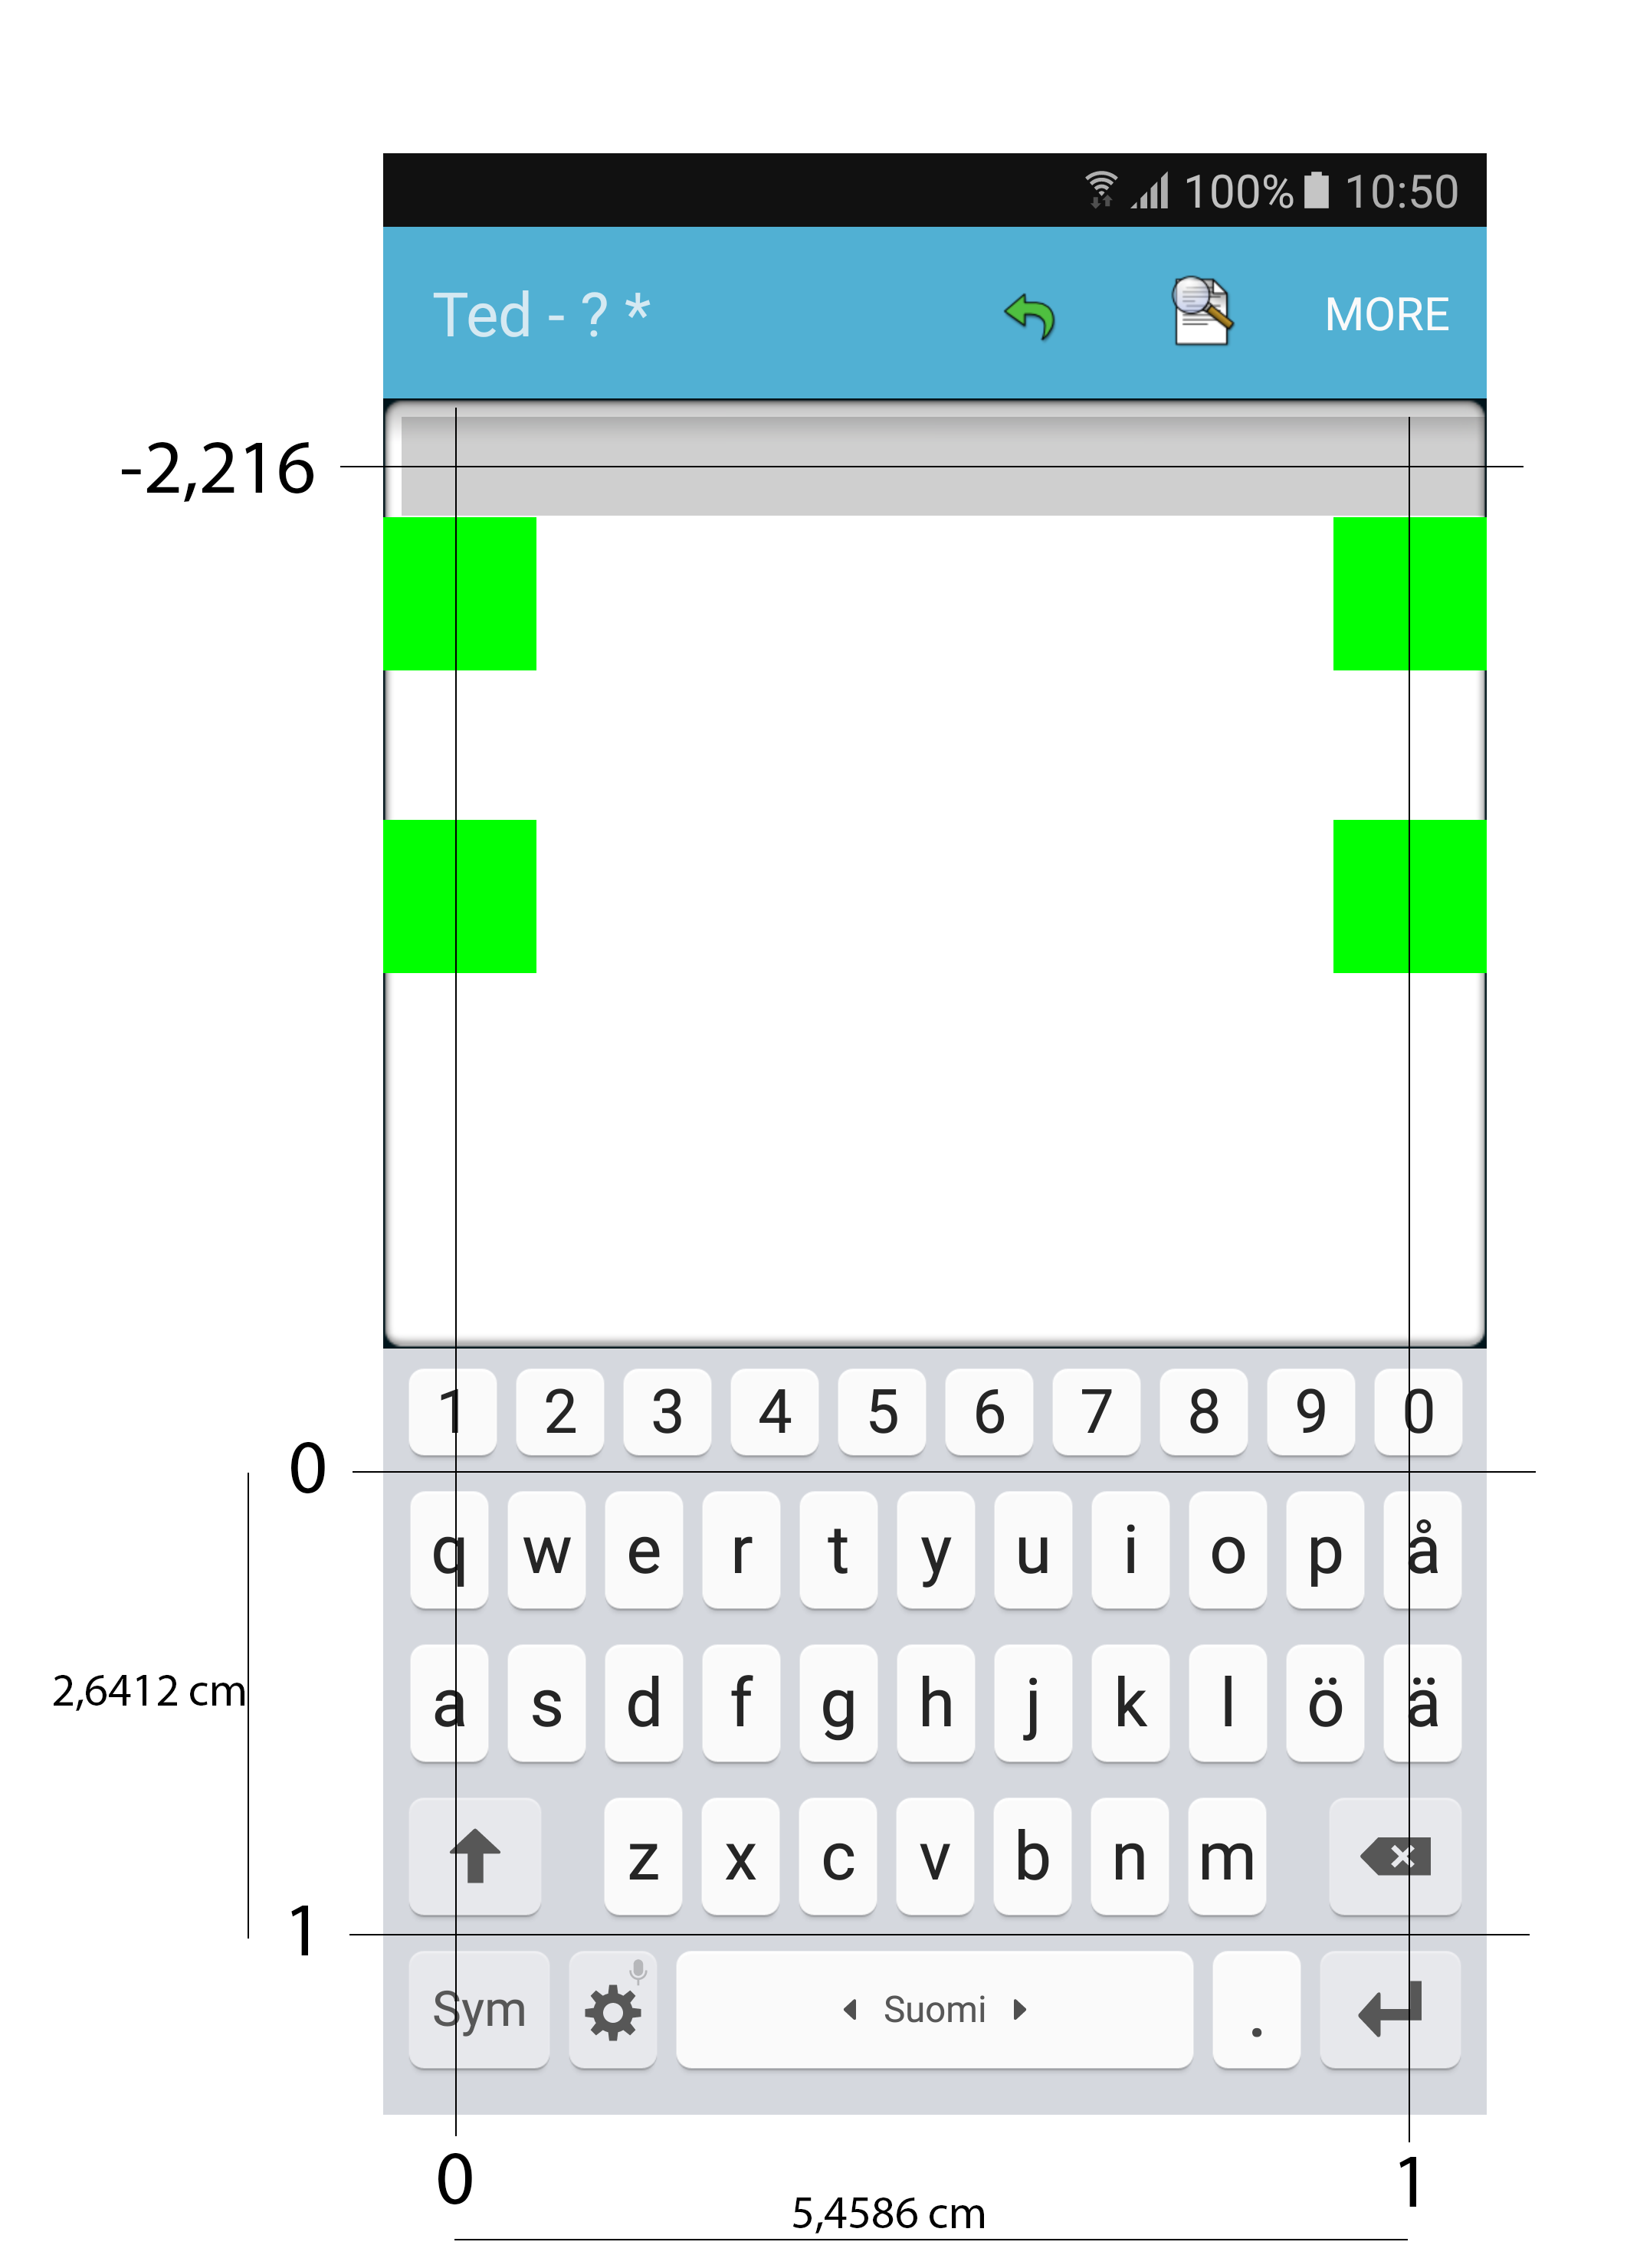 100% 10:50
Ted - ? * MORE
-2,216
1 2 3 4 5 6 7 8 9 0
0
q w e r t y u i o p å
2,6412 cm
a s d f g h j k l ö ä
z x c v b n m
1
Sym Suomi .
0 1
5,4586 cm